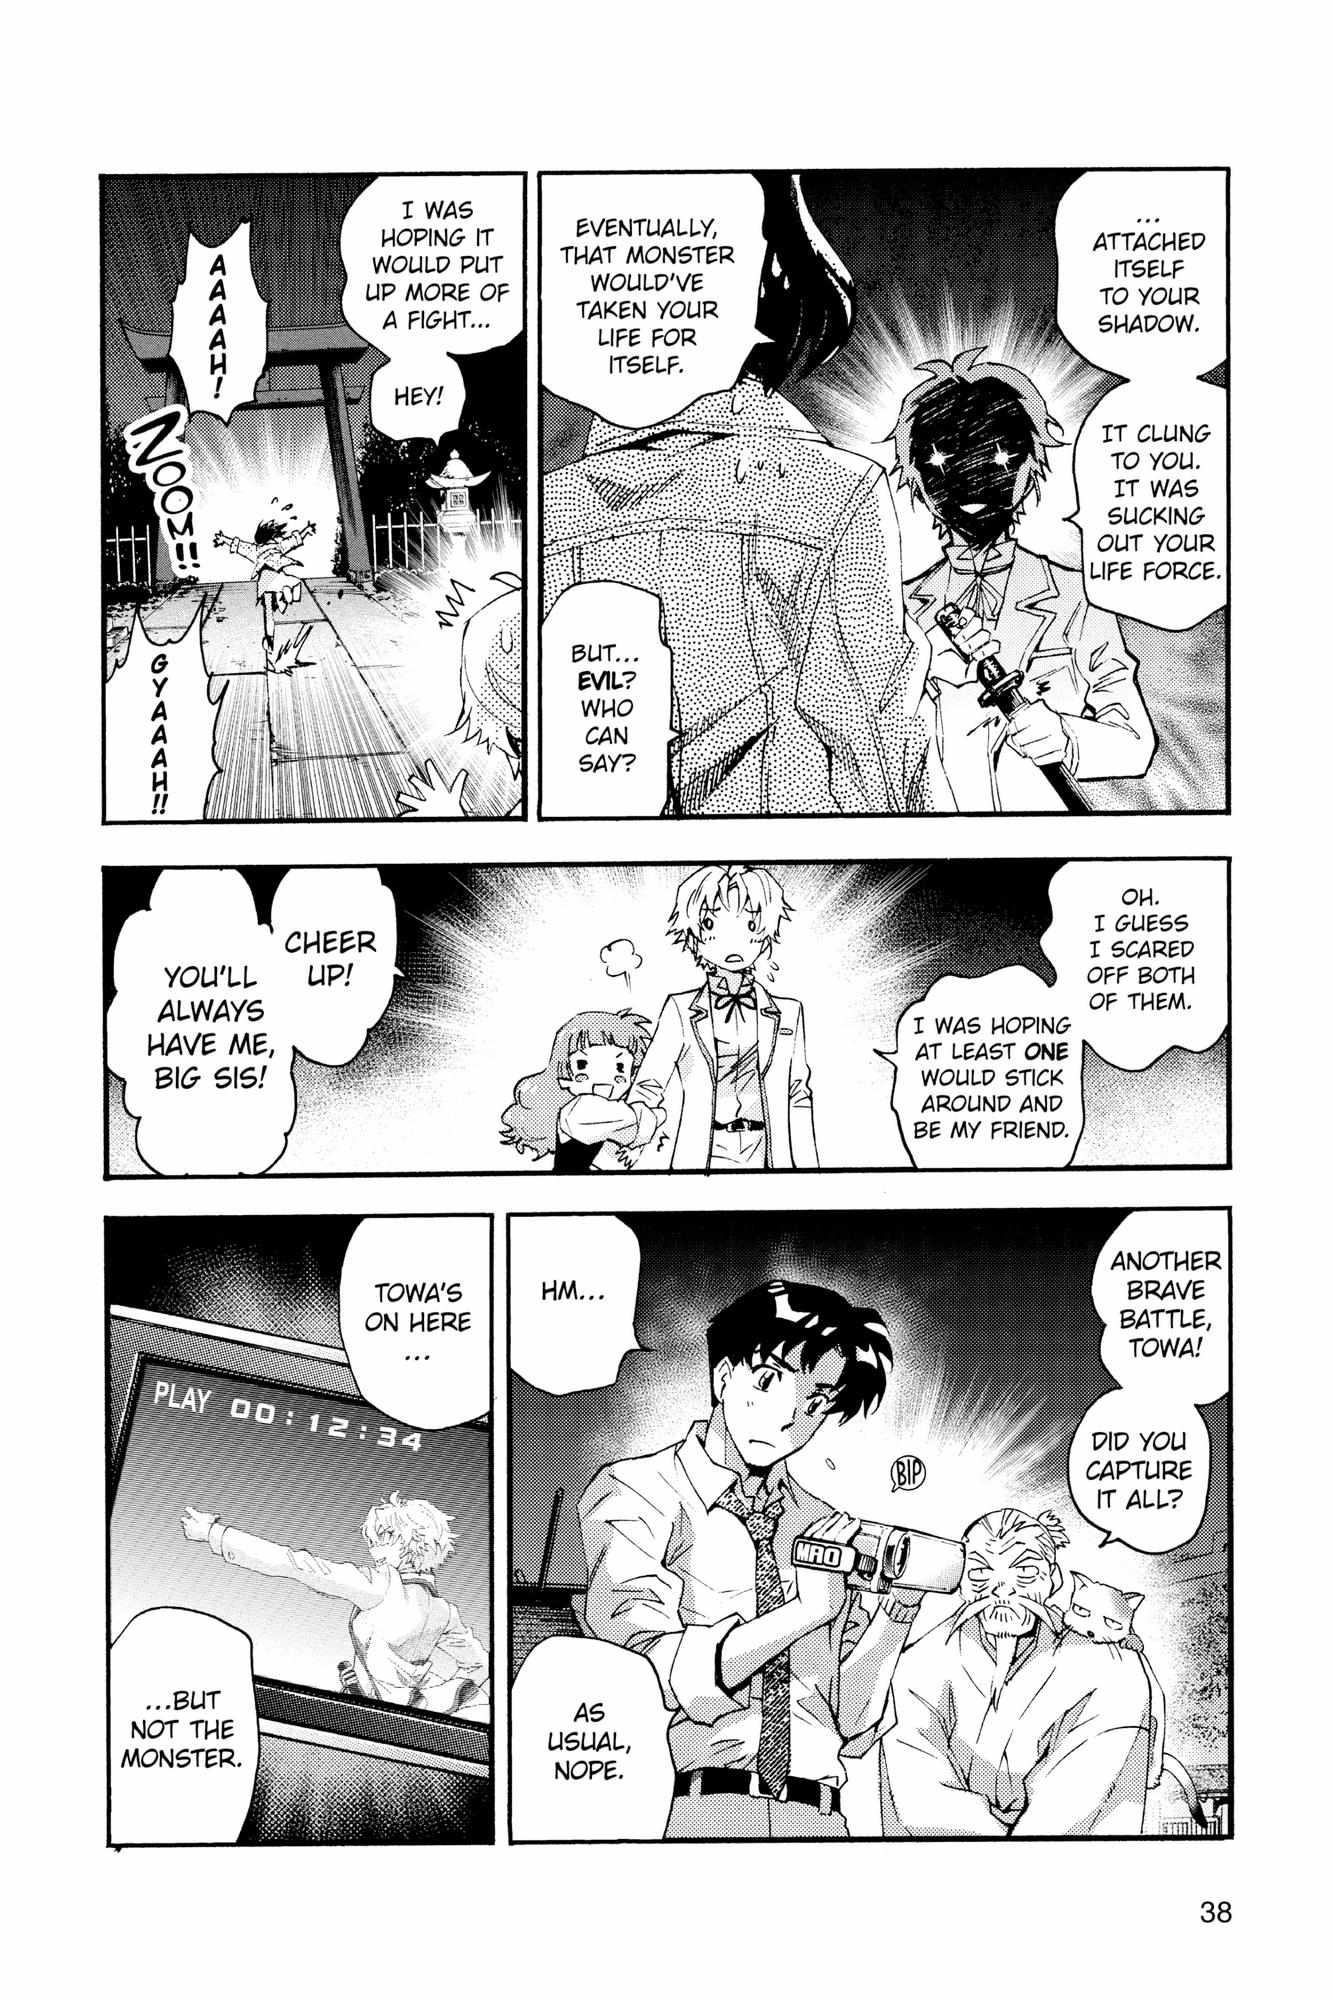 ...
ATTACHED
ITSELF
TO YOUR
SHADOW.
IT CLUNG
TO YOU.
IT WAS
SUCKING
OUT YOUR
LIFE FORCE.
EVENTUALLY,
THAT MONSTER
WOULD'VE
TAKEN YOUR
LIFE FOR
ITSELF.
BUT...
EVIL?
WHO
CAN
SAY?
I WAS
HOPING IT
WOULD PUT
UP MORE OF
A FIGHT...
HEY!
AAAAH!
ZOOM!!
GYAAAH!!
OH.
I GUESS
I SCARED
OFF BOTH
OF THEM.
I WAS HOPING
AT LEAST ONE
WOULD STICK
AROUND AND
BE MY FRIEND.
CHEER
UP!
YOU'LL
ALWAYS
HAVE ME,
BIG SIS!
ANOTHER
BRAVE
BATTLE,
TOWA!
DID YOU
CAPTURE
IT ALL?
HM...
BIP
MAO
AS
USUAL,
NOPE.
TOWA'S
ON HERE
...
PLAY 00:12:34
...BUT
NOT THE
MONSTER.
38